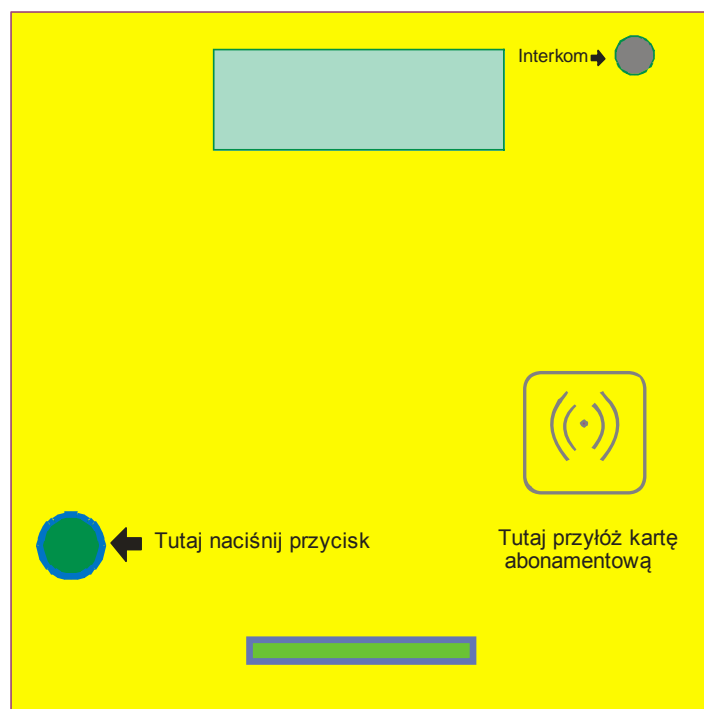 Interkom
Tutaj naciśnij przycisk
Tutaj przyłóż kartę
abonamentową